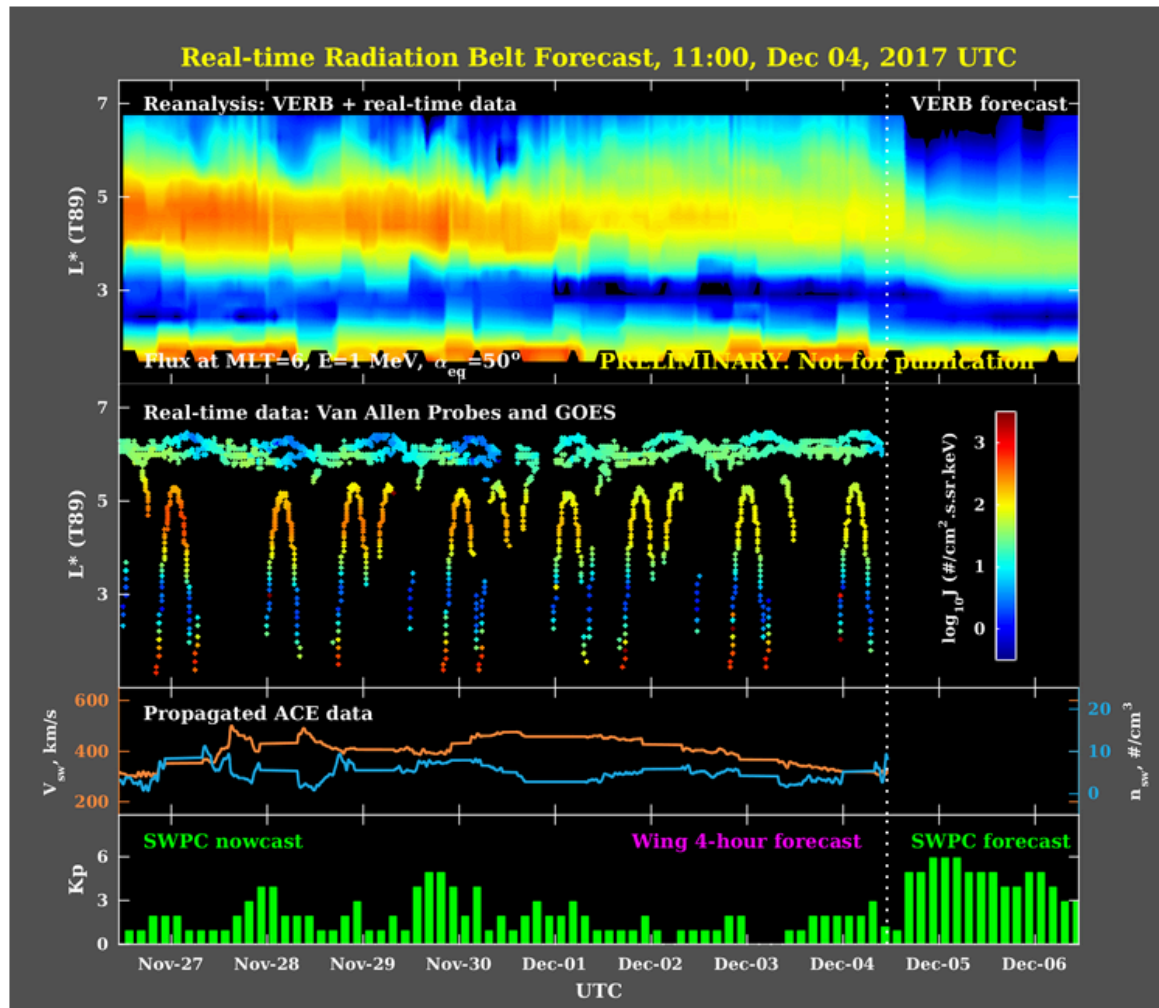 Real-time Radiation Belt Forecast, 11:00, Dec 04, 2017 UTC
7
Reanalysis: VERB + real-time data
VERB forecast
5
L* (T89)
3
Flux at MLT=6, E=1 MeV, α_eq=50°
PRELIMINARY. Not for publication
7
Real-time data: Van Allen Probes and GOES
5
L* (T89)
3
log₁₀J (#/cm².s.sr.keV)
3
2
1
0
600
400
200
V_sw, km/s
Propagated ACE data
20
10
0
n_sw, #/cm³
SWPC nowcast
Wing 4-hour forecast
SWPC forecast
6
3
0
Kp
Nov-27 Nov-28 Nov-29 Nov-30 Dec-01 Dec-02 Dec-03 Dec-04 Dec-05 Dec-06
UTC